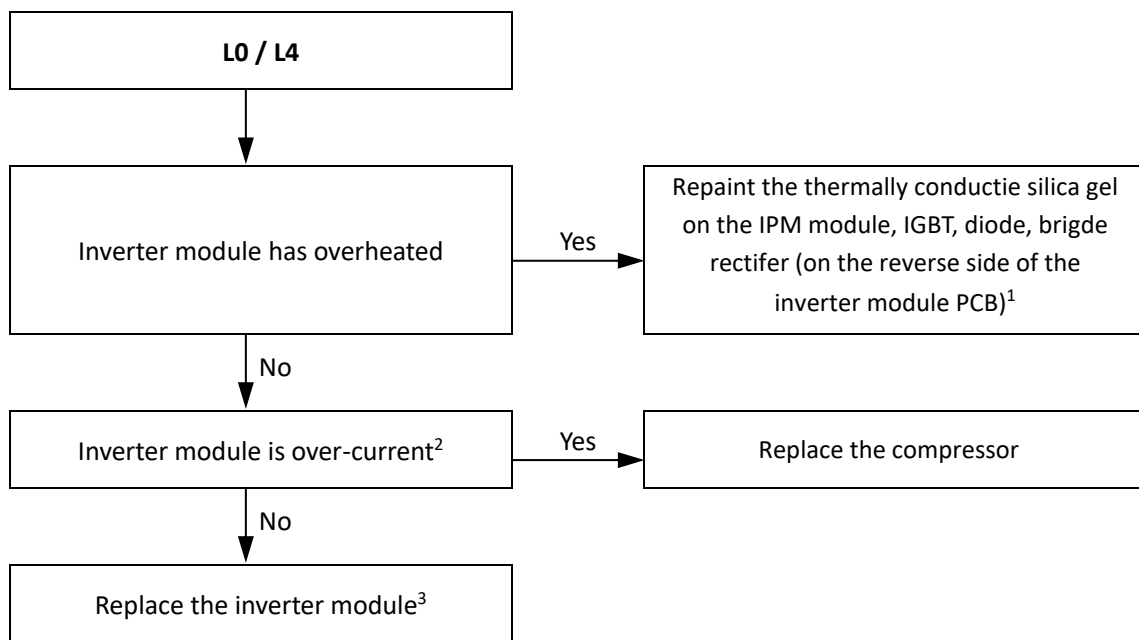 L0 / L4
Inverter module has overheated
Yes
Repaint the thermally conductie silica gel
on the IPM module, IGBT, diode, brigde
rectifer (on the reverse side of the
inverter module PCB)1
No
Inverter module is over-current2
Yes
Replace the compressor
No
Replace the inverter module3